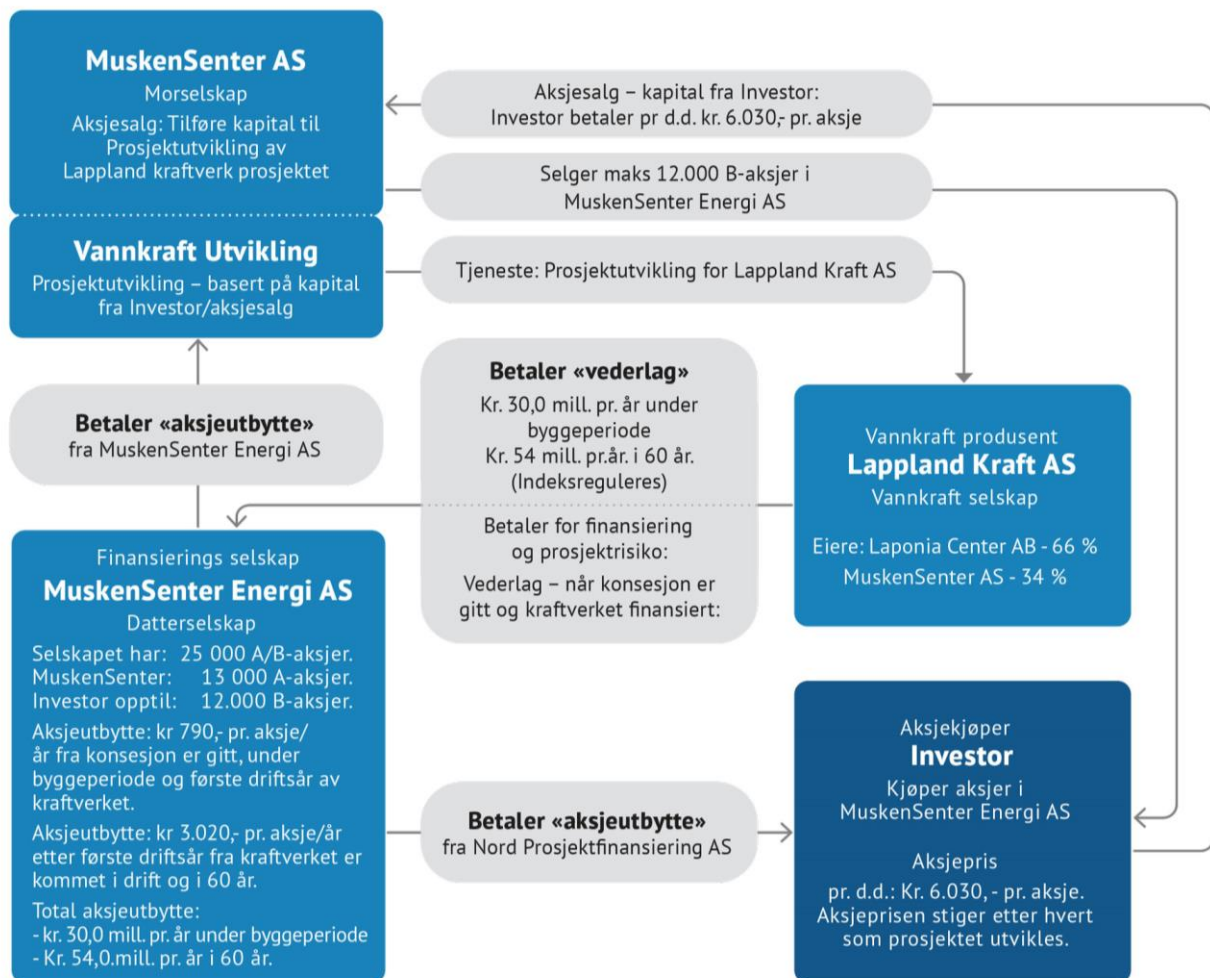 MuskenSenter AS
Morselskap
Aksjesalg: Tilføre kapital til
Prosjektutvikling av
Lappland kraftverk prosjektet
Vannkraft Utvikling
Prosjektutvikling – basert på kapital
fra Investor/aksjesalg
Aksjesalg – kapital fra Investor:
Investor betaler pr d.d. kr. 6.030,- pr. aksje
Selger maks 12.000 B-aksjer i
MuskenSenter Energi AS
Tjeneste: Prosjektutvikling for Lappland Kraft AS
Betaler «aksjeutbytte»
fra MuskenSenter Energi AS
Betaler «vederlag»
Kr. 30,0 mill. pr. år under
byggeperiode
Kr. 54 mill. pr.år. i 60 år.
(Indeksreguleres)
Betaler for finansiering
og prosjektrisiko:
Vederlag – når konsesjon er
gitt og kraftverket finansiert:
Vannkraft produsent
Lappland Kraft AS
Vannkraft selskap
Eiere: Laponia Center AB - 66 %
MuskenSenter AS - 34 %
Finansierings selskap
MuskenSenter Energi AS
Datterselskap
Selskapet har: 25 000 A/B-aksjer.
MuskenSenter: 13 000 A-aksjer.
Investor opptil: 12.000 B-aksjer.
Aksjeutbytte: kr 790,- pr. aksje/
år fra konsesjon er gitt, under
byggeperiode og første driftsår av
kraftverket.
Aksjeutbytte: kr 3.020,- pr. aksje/år
etter første driftsår fra kraftverket er
kommet i drift og i 60 år.
Total aksjeutbytte:
- kr. 30,0 mill. pr. år under byggeperiode
- Kr. 54,0.mill. pr. år i 60 år.
Betaler «aksjeutbytte»
fra Nord Prosjektfinansiering AS
Aksjekjøper
Investor
Kjøper aksjer i
MuskenSenter Energi AS
Aksjepris
pr. d.d.: Kr. 6.030, - pr. aksje.
Aksjeprisen stiger etter hvert
som prosjektet utvikles.